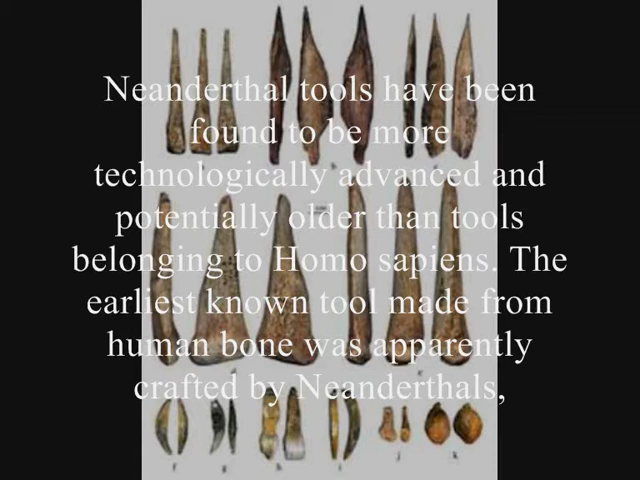 Neanderthal tools have been
found to be more
technologically advanced and
potentially older than tools
belonging to Homo sapiens. The
earliest known tool made from
human bone was apparently
crafted by Neanderthals,